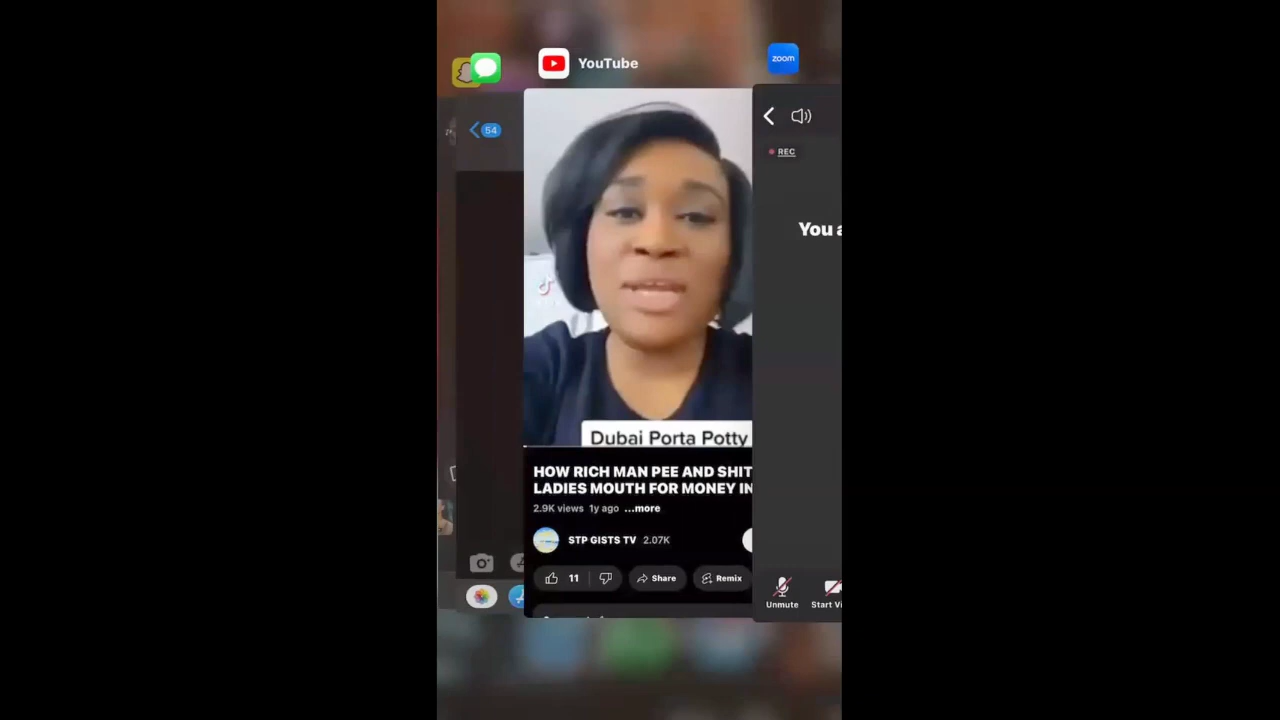 YouTube
zoom
54
REC
You a
Dubai Porta Potty
HOW RICH MAN PEE AND SHIT
LADIES MOUTH FOR MONEY IN
2.9K views 1y ago ...more
STP GISTS TV 2.07K
11
Share
Remix
Unmute
Start Vi